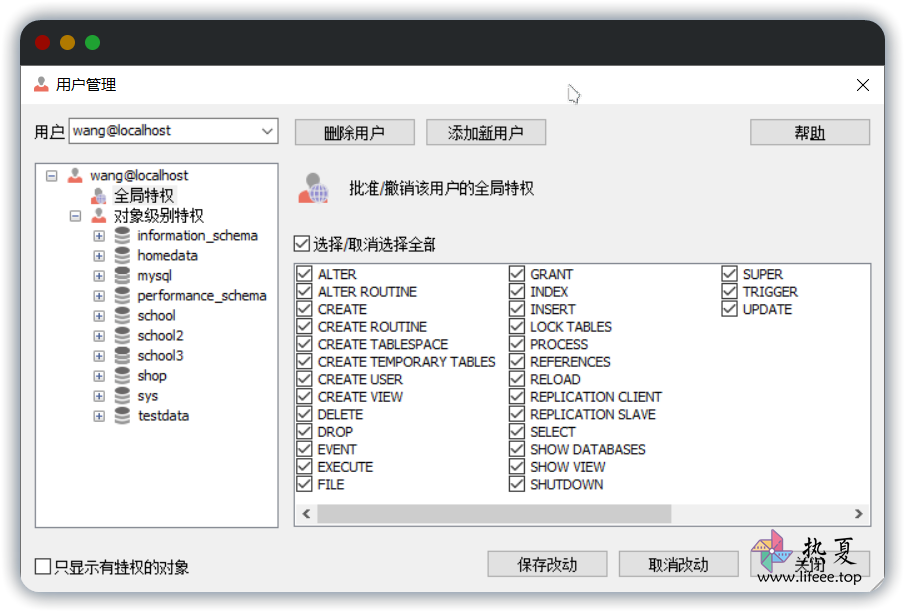 用户管理
用户 wang@localhost 删除用户 添加新用户 帮助
wang@localhost
全局特权
对象级别特权
information_schema
homedata
mysql
performance_schema
school
school2
school3
shop
sys
testdata
批准/撤销该用户的全局特权
选择/取消选择全部
ALTER
ALTER ROUTINE
CREATE
CREATE ROUTINE
CREATE TABLESPACE
CREATE TEMPORARY TABLES
CREATE USER
CREATE VIEW
DELETE
DROP
EVENT
EXECUTE
FILE
GRANT
INDEX
INSERT
LOCK TABLES
PROCESS
REFERENCES
RELOAD
REPLICATION CLIENT
REPLICATION SLAVE
SELECT
SHOW DATABASES
SHOW VIEW
SHUTDOWN
SUPER
TRIGGER
UPDATE
只显示有特权的对象 保存改动 取消改动 关闭
热夏
www.lifeee.top